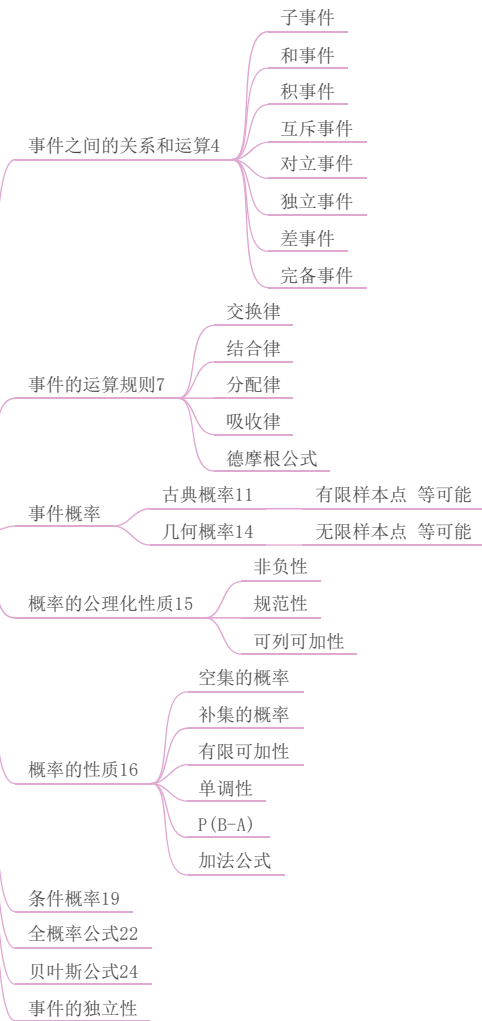 事件之间的关系和运算4
子事件
和事件
积事件
互斥事件
对立事件
独立事件
差事件
完备事件
事件的运算规则7
交换律
结合律
分配律
吸收律
德摩根公式
事件概率
古典概率11
有限样本点 等可能
几何概率14
无限样本点 等可能
概率的公理化性质15
非负性
规范性
可列可加性
概率的性质16
空集的概率
补集的概率
有限可加性
单调性
P(B-A)
加法公式
条件概率19
全概率公式22
贝叶斯公式24
事件的独立性